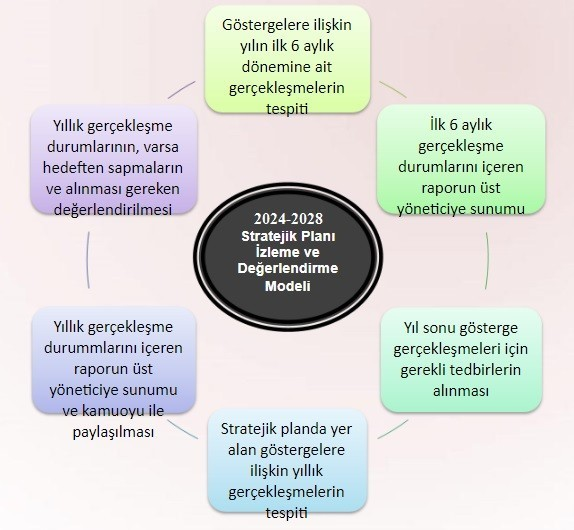 Göstergelere ilişkin
yılın ilk 6 aylık
dönemine ait
gerçekleşmelerin
tespiti
İlk 6 aylık
gerçekleşme
durumlarını içeren
raporun üst
yöneticiye sunumu
Yıl sonu gösterge
gerçekleşmeleri için
gerekli tedbirlerin
alınması
Stratejik planda yer
alan göstergelere
ilişkin yıllık
gerçekleşmelerin
tespiti
Yıllık gerçekleşme
durummlarını içeren
raporun üst
yöneticiye sunumu
ve kamuoyu ile
paylaşılması
Yıllık gerçekleşme
durumlarının, varsa
hedeften sapmaların
ve alınması gereken
değerlendirilmesi
2024-2028
Stratejik Planı
İzleme ve
Değerlendirme
Modeli